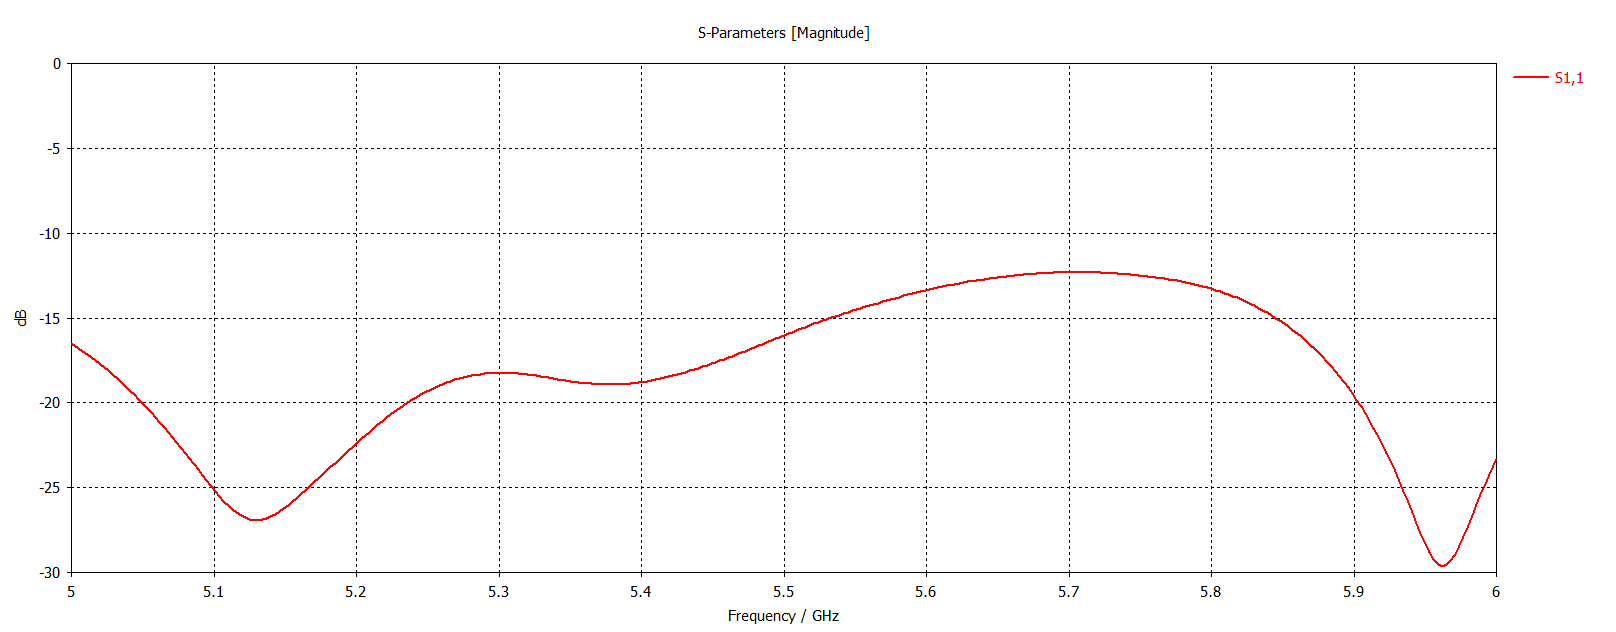 S-Parameters [Magnitude]
S1,1
0
-5
-10
-15
-20
-25
-30
dB
5 5.1 5.2 5.3 5.4 5.5 5.6 5.7 5.8 5.9 6
Frequency / GHz